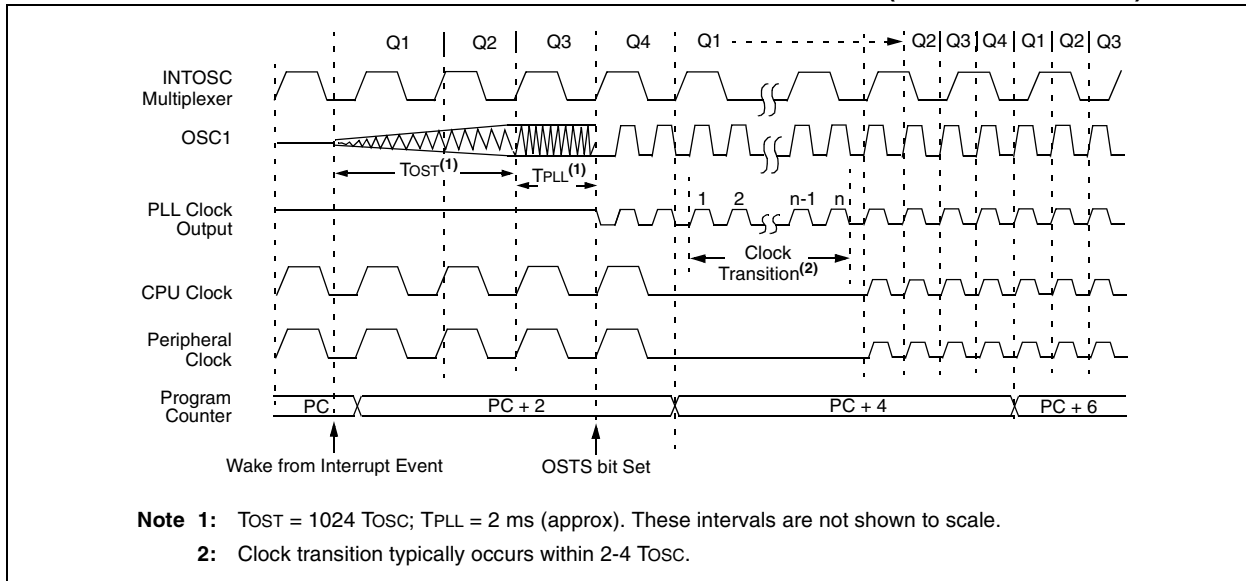 Q1 Q2 Q3 Q4 Q1 Q2 Q3 Q4 Q1 Q2 Q3
INTOSC
Multiplexer
OSC1
TOST(1)
TPLL(1)
1 2 n-1 n
PLL Clock
Output
Clock
Transition(2)
CPU Clock
Peripheral
Clock
Program
Counter
PC PC + 2 PC + 4 PC + 6
Wake from Interrupt Event OSTS bit Set
Note 1: TOST = 1024 TOSC; TPLL = 2 ms (approx). These intervals are not shown to scale.
2: Clock transition typically occurs within 2-4 TOSC.